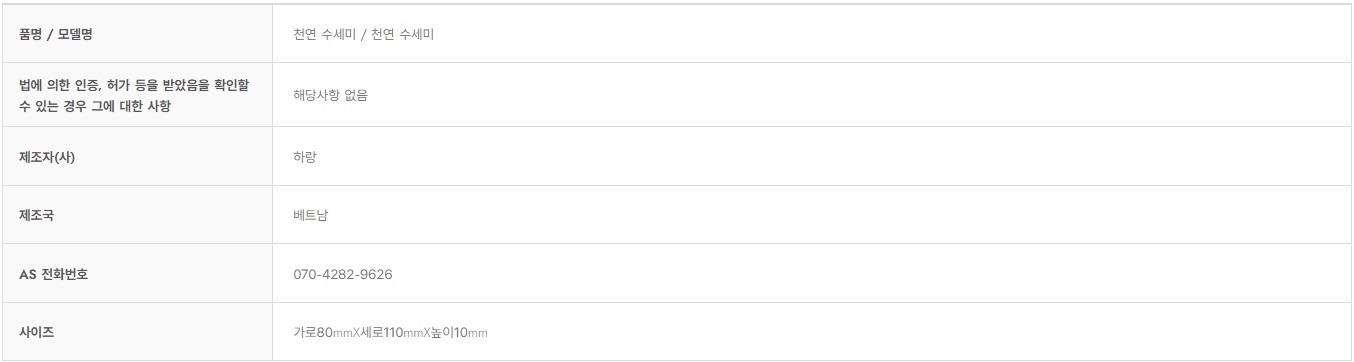 품명 / 모델명
천연 수세미 / 천연 수세미
법에 의한 인증, 허가 등을 받았음을 확인할
수 있는 경우 그에 대한 사항
해당사항 없음
제조자(사)
하랑
제조국
베트남
AS 전화번호
070-4282-9626
사이즈
가로80mmX세로110mmX높이10mm